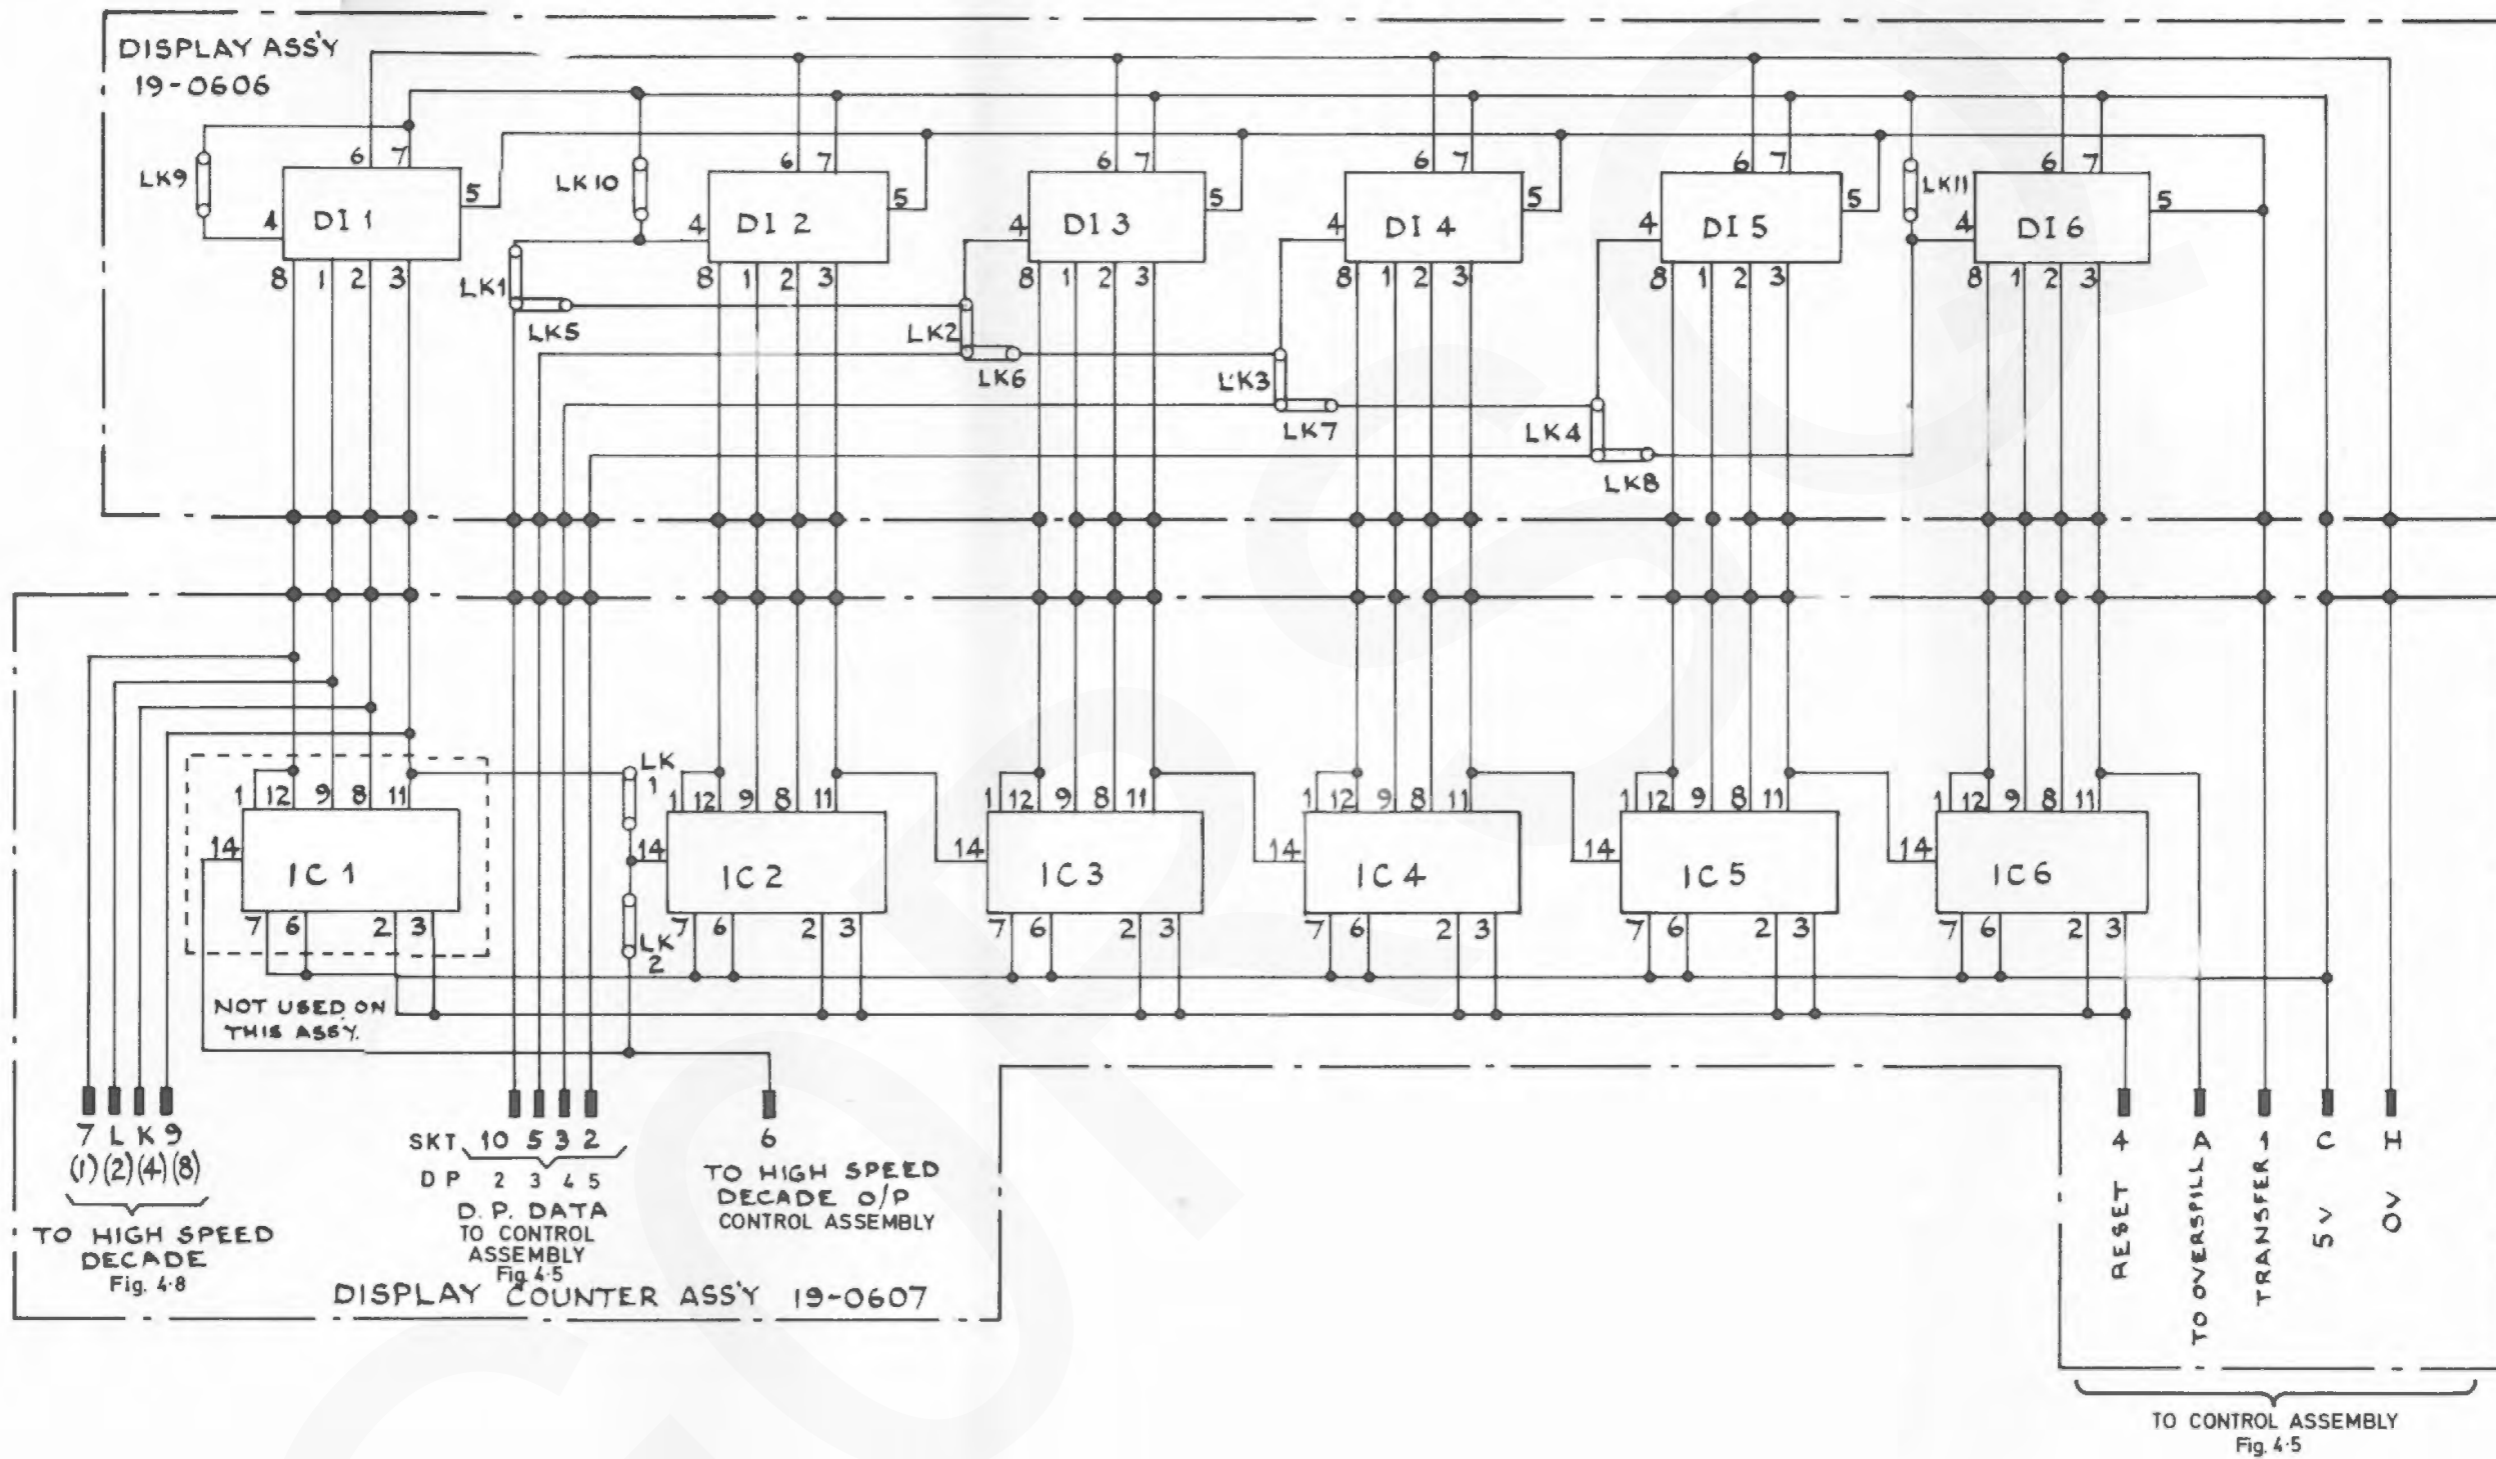 DISPLAY ASS'Y
19-0606
6 7 6 7 6 7 6 7 6 7 6 7
LK9 LK10 LK11
5 5 5 5 5 5
4 4 4 4 4 4
DI 1 DI 2 DI 3 DI 4 DI 5 DI 6
8 1 2 3 8 1 2 3 8 1 2 3 8 1 2 3 8 1 2 3 8 1 2 3
LK1
LK5 LK2
LK6 LK3
LK7 LK4
LK8
LK
1
1 12 9 8 11 1 12 9 8 11 1 12 9 8 11 1 12 9 8 11 1 12 9 8 11 1 12 9 8 11
14 14 14 14 14 14
IC 1 IC 2 IC 3 IC 4 IC 5 IC 6
7 6 2 3 7 6 2 3 7 6 2 3 7 6 2 3 7 6 2 3 7 6 2 3
LK
2
NOT USED ON
THIS ASSY.
7 L K 9
(1) (2) (4) (8)
TO HIGH SPEED
DECADE
Fig. 4·8
SKT. 10 5 3 2
DP 2 3 4 5
D. P. DATA
TO CONTROL
ASSEMBLY
Fig 4·5
6
TO HIGH SPEED
DECADE O/P
CONTROL ASSEMBLY
DISPLAY COUNTER ASS'Y 19-0607
4 A 1 C H
RESET
TO OVERSPILL
TRANSFER
5V
0V
TO CONTROL ASSEMBLY
Fig. 4·5